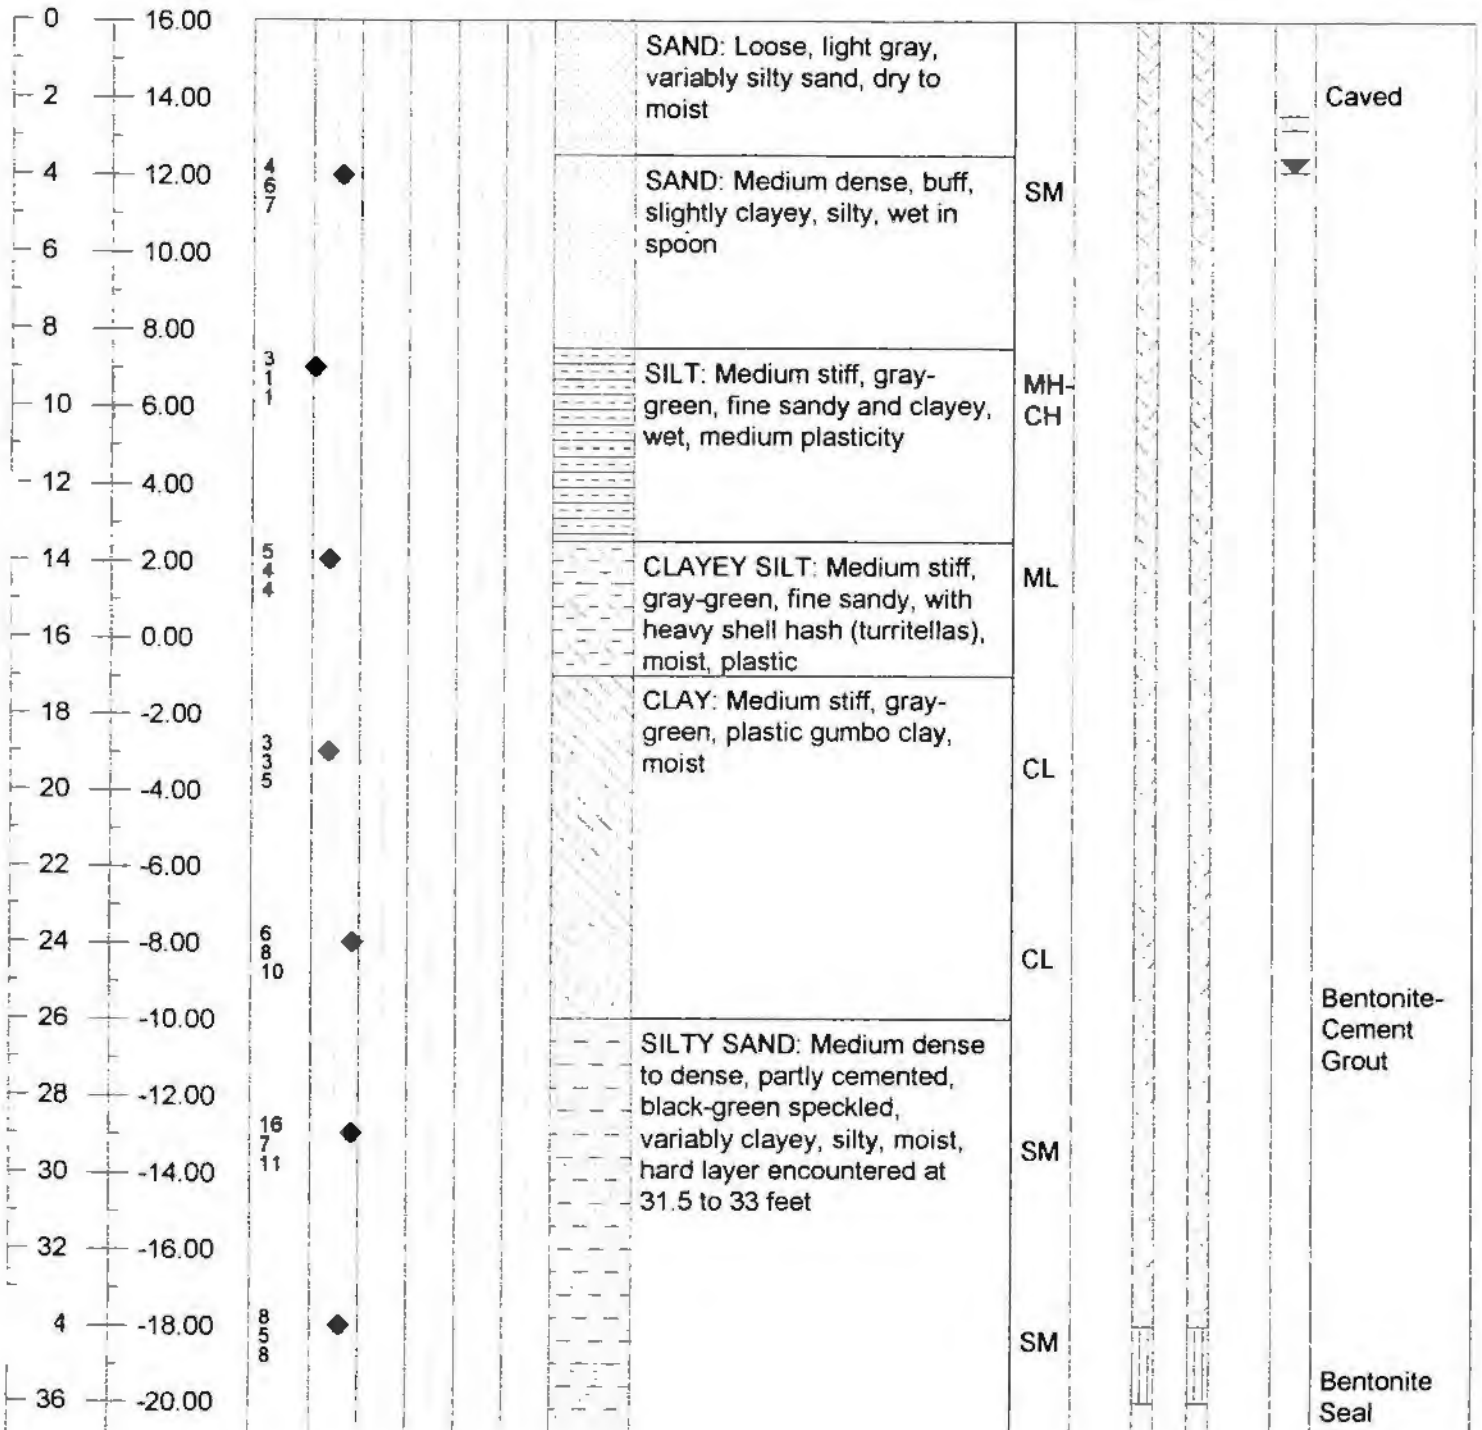 0 16.00
SAND: Loose, light gray,
variably silty sand, dry to
moist
2 14.00
Caved
4 12.00
4
6
7
SAND: Medium dense, buff,
slightly clayey, silty, wet in
spoon
SM
6 10.00
8 8.00
3
1
1
SILT: Medium stiff, gray-
green, fine sandy and clayey,
wet, medium plasticity
MH-
CH
10 6.00
12 4.00
14 2.00
5
4
4
CLAYEY SILT: Medium stiff,
gray-green, fine sandy, with
heavy shell hash (turritellas),
moist, plastic
ML
16 0.00
18 -2.00
CLAY: Medium stiff, gray-
green, plastic gumbo clay,
moist
3
3
5
CL
20 -4.00
22 -6.00
24 -8.00
6
8
10
CL
26 -10.00
Bentonite-
Cement
Grout
SILTY SAND: Medium dense
to dense, partly cemented,
black-green speckled,
variably clayey, silty, moist,
hard layer encountered at
31.5 to 33 feet
28 -12.00
16
7
11
SM
30 -14.00
32 -16.00
4 -18.00
8
5
8
SM
36 -20.00
Bentonite
Seal